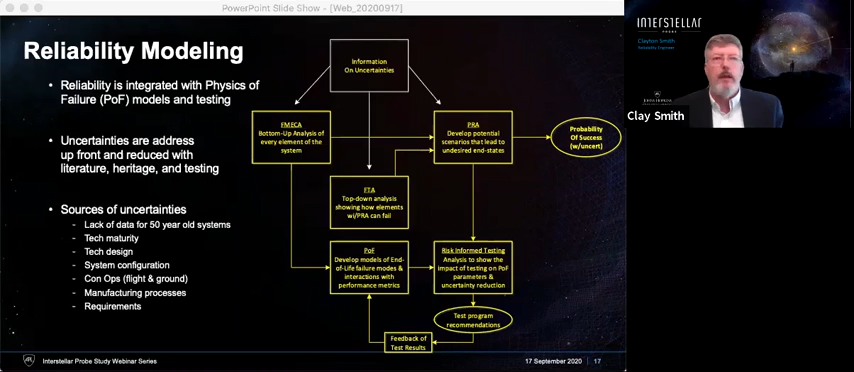 PowerPoint Slide Show - [Web_20200917]
Reliability Modeling
• Reliability is integrated with Physics of
Failure (PoF) models and testing
• Uncertainties are address
up front and reduced with
literature, heritage, and testing
• Sources of uncertainties
- Lack of data for 50 year old systems
- Tech maturity
- Tech design
- System configuration
- Con Ops (flight & ground)
- Manufacturing processes
- Requirements
Information
On Uncertainties
FMECA
Bottom-Up Analysis of
every element of the
system
PRA
Develop potential
scenarios that lead to
undesired end-states
Probability
Of Success
(w/uncert)
FTA
Top-down analysis
showing how elements
wi/PRA can fail
PoF
Develop models of End-
of-Life failure modes &
interactions with
performance metrics
Risk Informed Testing
Analysis to show the
impact of testing on PoF
parameters &
uncertainty reduction
Test program
recommendations
Feedback of
Test Results
APL
Interstellar Probe Study Webinar Series
17 September 2020
17
INTERSTELLAR
PROBE
Clayton Smith
Reliability Engineer
Clay Smith